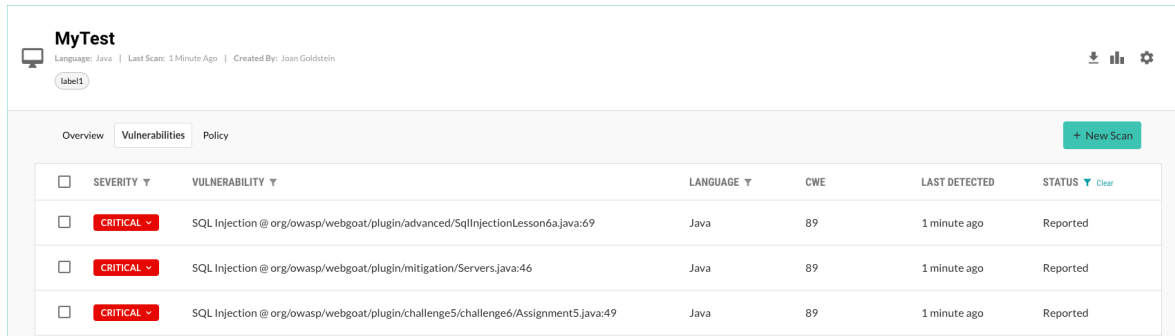 MyTest
Language: Java | Last Scan: 1 Minute Ago | Created By: Joan Goldstein
label1
Overview Vulnerabilities Policy + New Scan
SEVERITY VULNERABILITY LANGUAGE CWE LAST DETECTED STATUS Clear
CRITICAL SQL Injection @ org/owasp/webgoat/plugin/advanced/SqlInjectionLesson6a.java:69 Java 89 1 minute ago Reported
CRITICAL SQL Injection @ org/owasp/webgoat/plugin/mitigation/Servers.java:46 Java 89 1 minute ago Reported
CRITICAL SQL Injection @ org/owasp/webgoat/plugin/challenge5/challenge6/Assignment5.java:49 Java 89 1 minute ago Reported